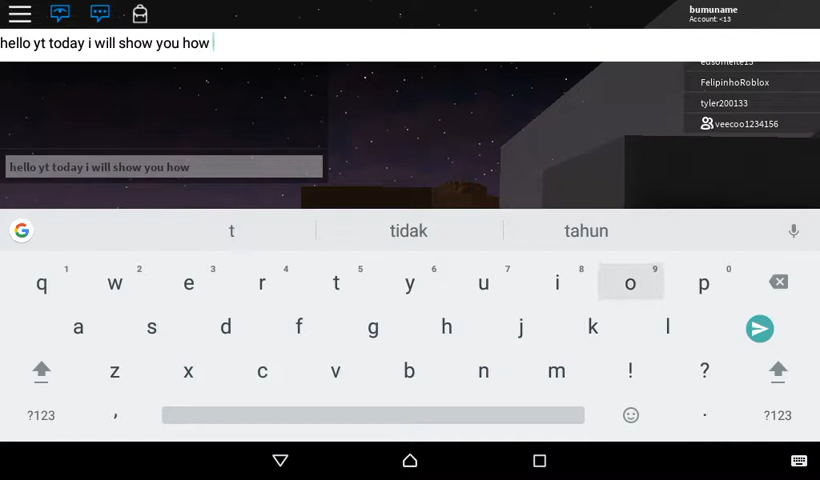 bumuname
Account: <13
hello yt today i will show you how
FelipinhoRoblox
tyler200133
veecoo1234156
hello yt today i will show you how
t tidak tahun
1 2 3 4 5 6 7 8 9 0
q w e r t y u i o p
a s d f g h j k l
z x c v b n m ! ?
?123 , . ?123